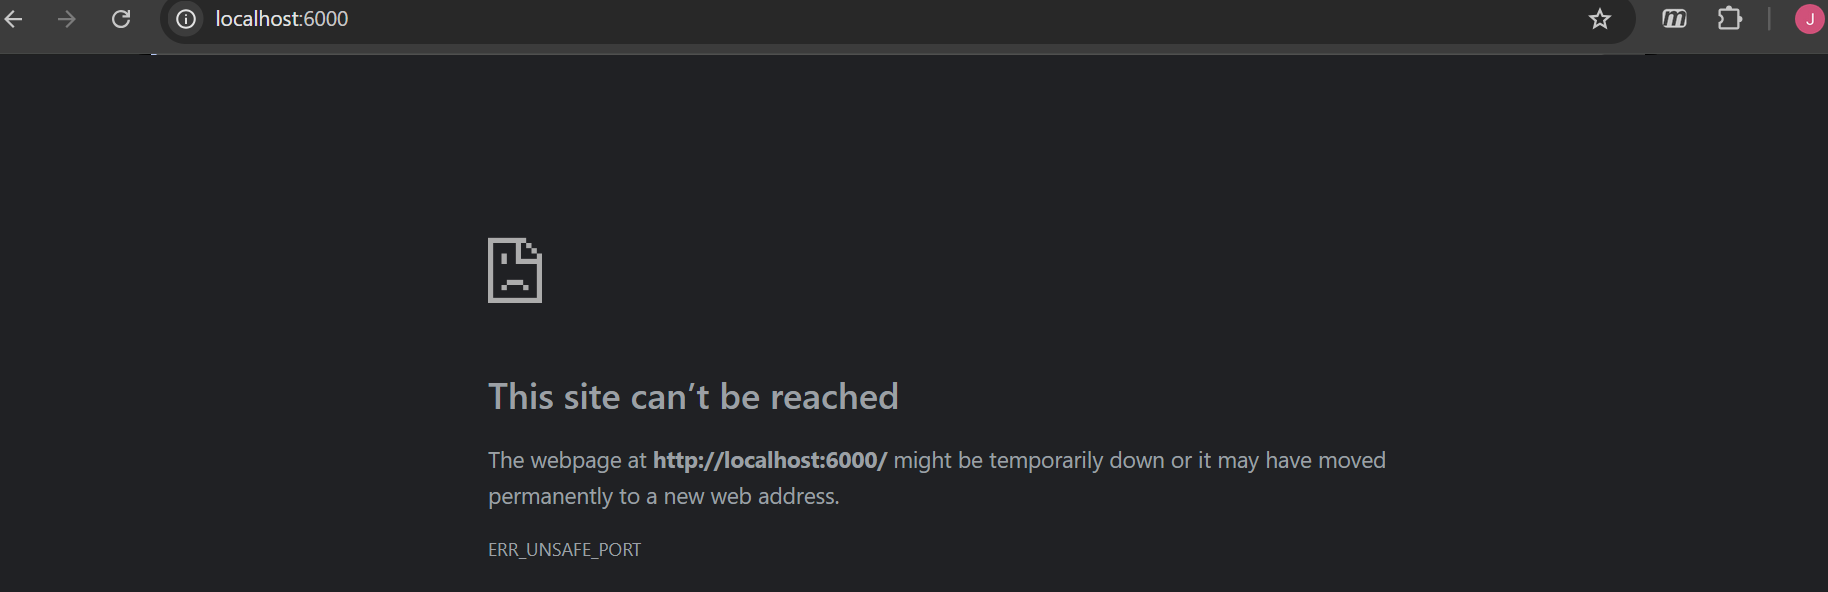 localhost:6000
m
J
This site can’t be reached
The webpage at http://localhost:6000/ might be temporarily down or it may have moved
permanently to a new web address.
ERR_UNSAFE_PORT